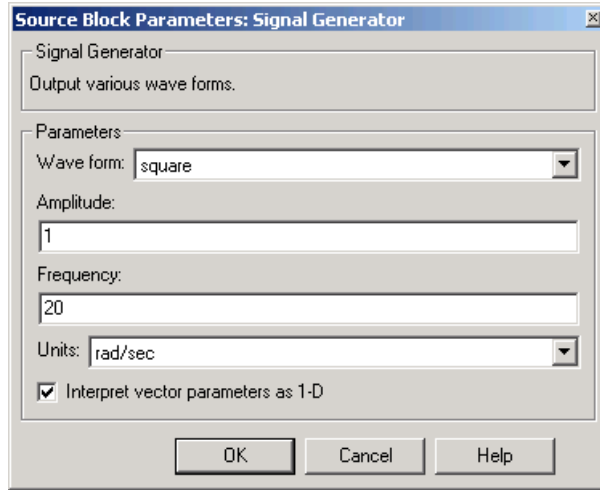 Source Block Parameters: Signal Generator
Signal Generator
Output various wave forms.
Parameters
Wave form: square
Amplitude:
1
Frequency:
20
Units: rad/sec
Interpret vector parameters as 1-D
OK Cancel Help